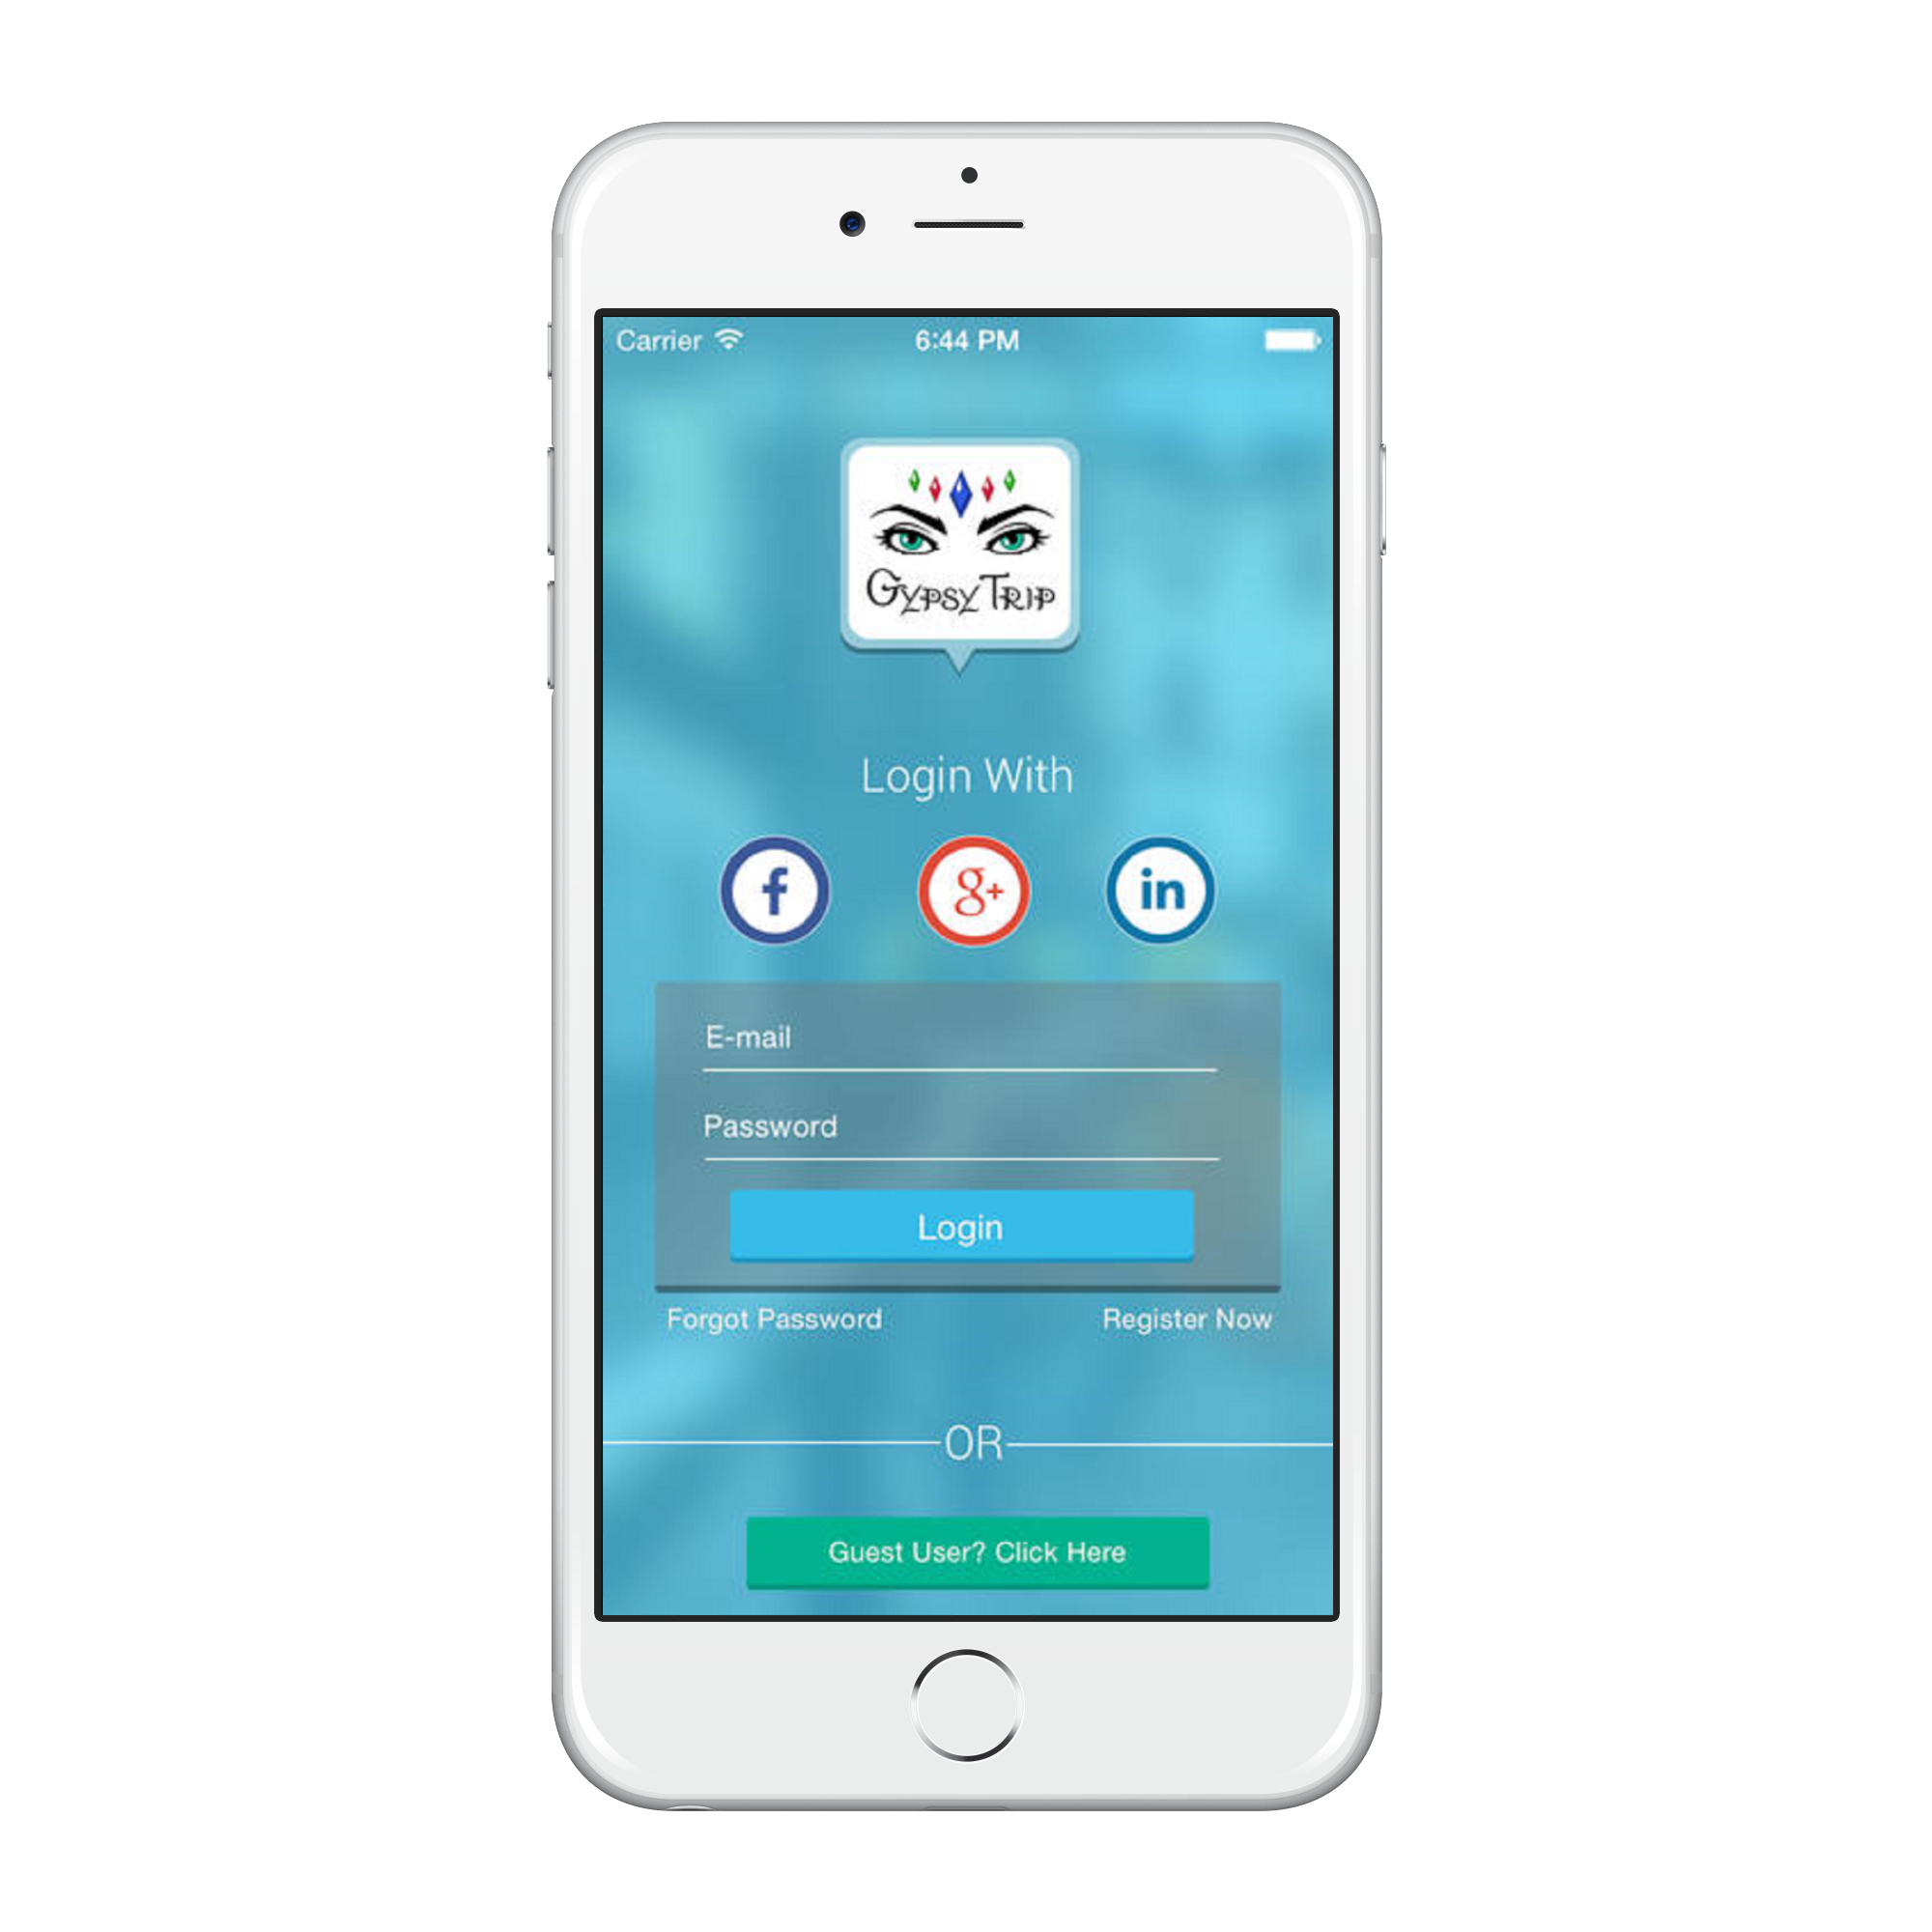 Carrier 6:44 PM
Gypsy Trip
Login With
f g+ in
E-mail
Password
Login
Forgot Password Register Now
OR
Guest User? Click Here